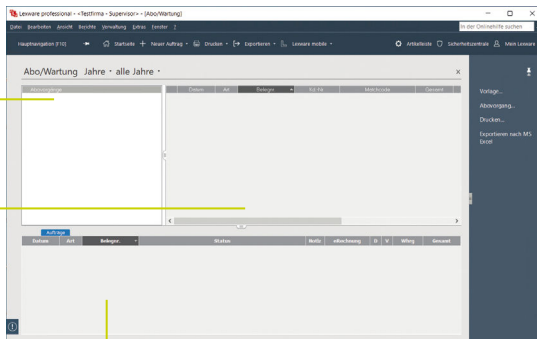 Lexware professional - «Testfirma - Supervisor» - [Abo/Wartung]
Datei Bearbeiten Ansicht Berichte Verwaltung Extras Fenster ?
In der Onlinehilfe suchen
Hauptnavigation (F10) Startseite Neuer Auftrag Drucken Exportieren Lexware mobile Artikelliste Sicherheitszentrale Mein Lexware
Abo/Wartung Jahre alle Jahre
Abovorgänge
Datum Art Belegnr. Kd. Nr. Matchcode Gesamt
Vorlage...
Abovorgang...
Drucken...
Exportieren nach MS
Excel
Aufträge
Datum Art Belegnr. Status Notiz eRechnung D V Whrg Gesamt